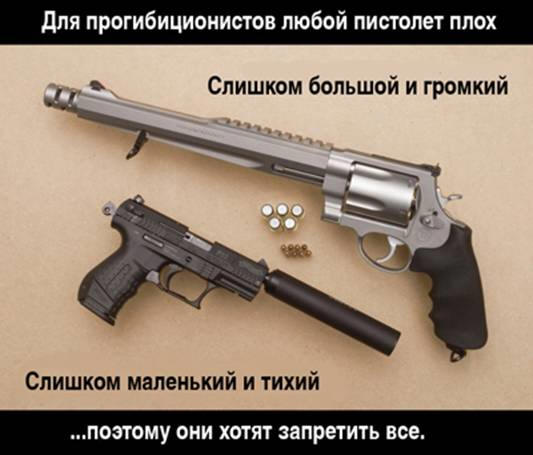 Для прогибиционистов любой пистолет плох
Слишком большой и громкий
Слишком маленький и тихий
...поэтому они хотят запретить все.